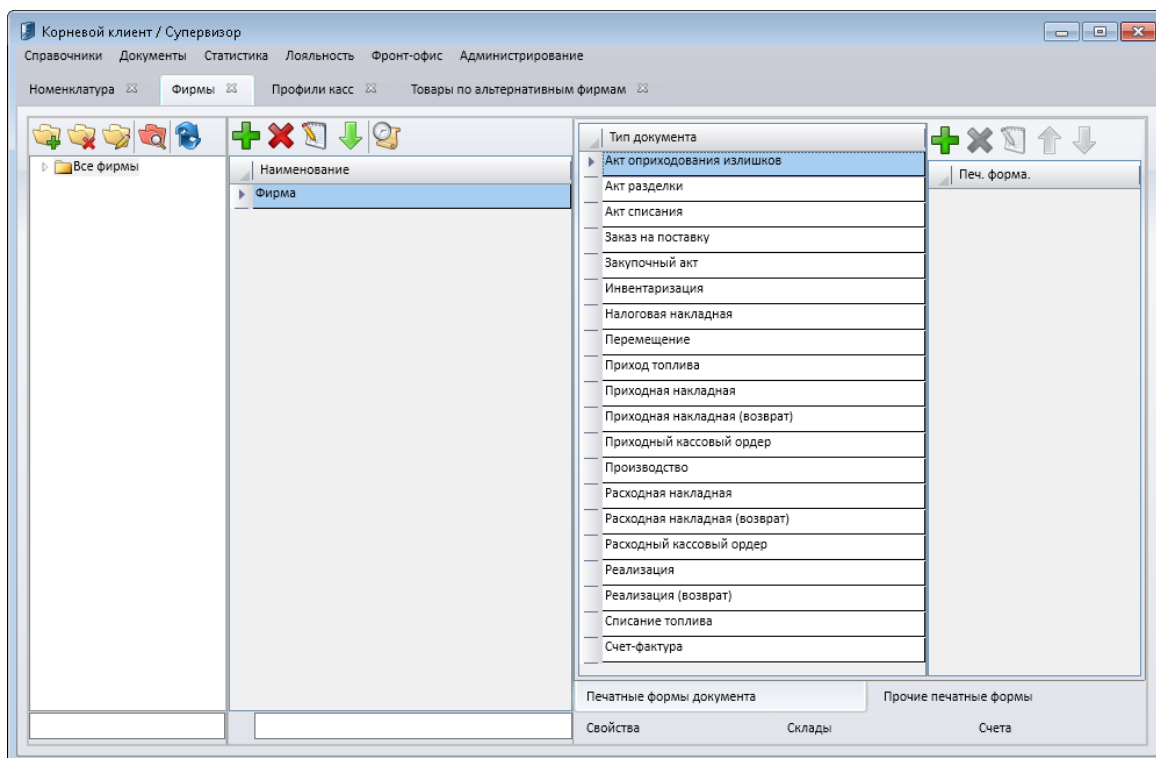 Корневой клиент / Супервизор
Справочники Документы Статистика Лояльность Фронт-офис Администрирование
Номенклатура Фирмы Профили касс Товары по альтернативным фирмам
Все фирмы
Наименование
Фирма
Тип документа
Акт оприходования излишков
Акт разделки
Акт списания
Заказ на поставку
Закупочный акт
Инвентаризация
Налоговая накладная
Перемещение
Приход топлива
Приходная накладная
Приходная накладная (возврат)
Приходный кассовый ордер
Производство
Расходная накладная
Расходная накладная (возврат)
Расходный кассовый ордер
Реализация
Реализация (возврат)
Списание топлива
Счет-фактура
Печ. форма.
Печатные формы документа Прочие печатные формы
Свойства Склады Счета